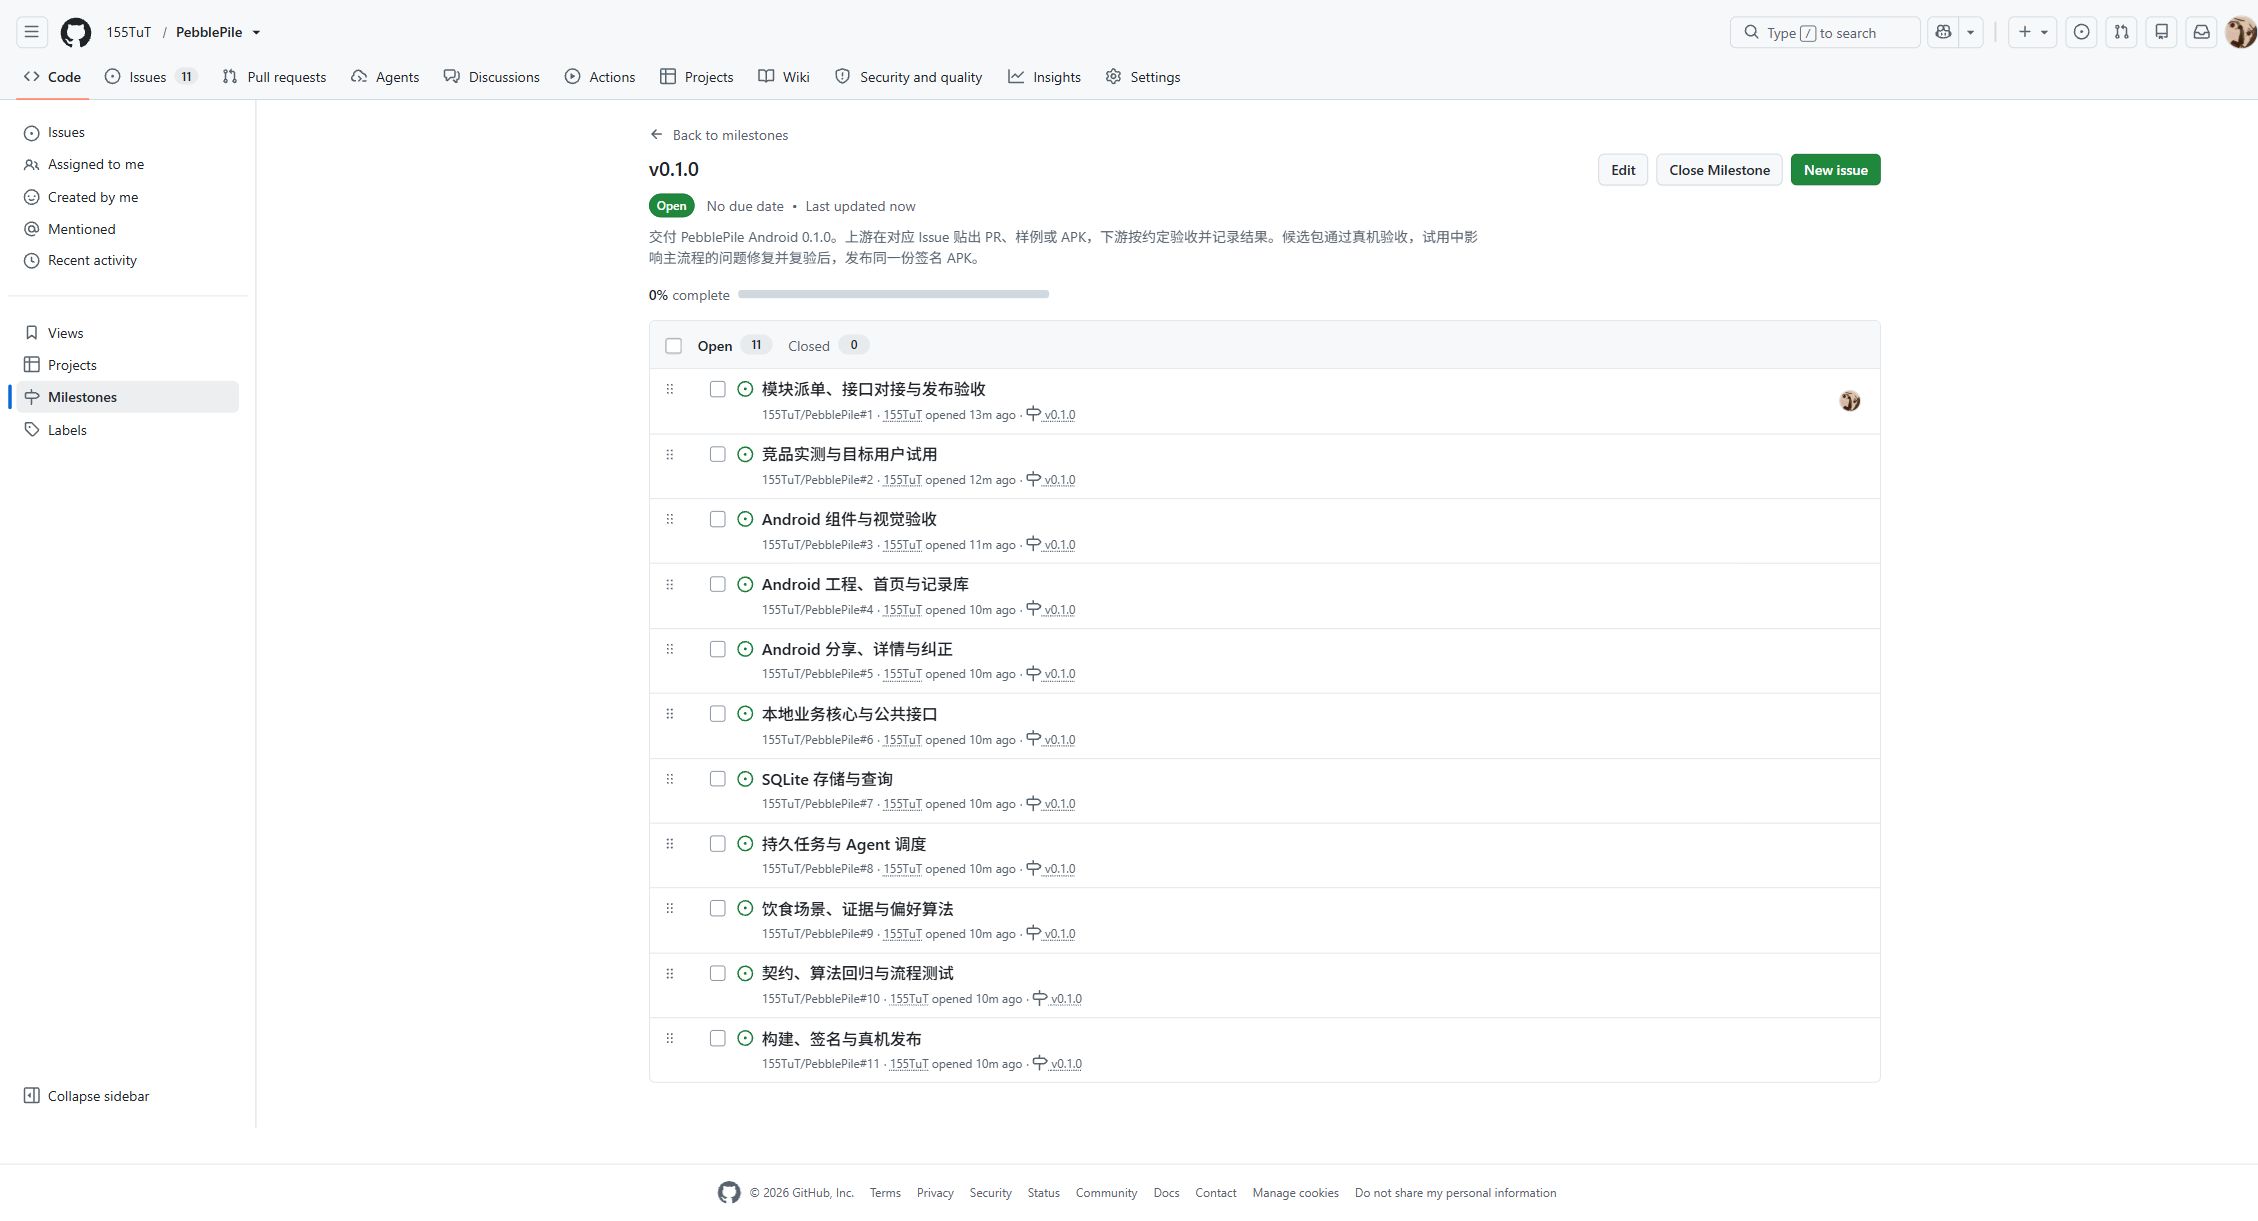 155TuT / PebblePile
Type / to search
Code
Issues 11
Pull requests
Agents
Discussions
Actions
Projects
Wiki
Security and quality
Insights
Settings
Issues
Assigned to me
Created by me
Mentioned
Recent activity
Views
Projects
Milestones
Labels
Collapse sidebar
Back to milestones
v0.1.0
Edit
Close Milestone
New issue
Open No due date • Last updated now
交付 PebblePile Android 0.1.0。上游在对应 Issue 贴出 PR、样例或 APK，下游按约定验收并记录结果。候选包通过真机验收，试用中影
响主流程的问题修复并复验后，发布同一份签名 APK。
0% complete
Open 11 Closed 0
模块派单、接口对接与发布验收
155TuT/PebblePile#1 · 155TuT opened 13m ago · v0.1.0
竞品实测与目标用户试用
155TuT/PebblePile#2 · 155TuT opened 12m ago · v0.1.0
Android 组件与视觉验收
155TuT/PebblePile#3 · 155TuT opened 11m ago · v0.1.0
Android 工程、首页与记录库
155TuT/PebblePile#4 · 155TuT opened 10m ago · v0.1.0
Android 分享、详情与纠正
155TuT/PebblePile#5 · 155TuT opened 10m ago · v0.1.0
本地业务核心与公共接口
155TuT/PebblePile#6 · 155TuT opened 10m ago · v0.1.0
SQLite 存储与查询
155TuT/PebblePile#7 · 155TuT opened 10m ago · v0.1.0
持久任务与 Agent 调度
155TuT/PebblePile#8 · 155TuT opened 10m ago · v0.1.0
饮食场景、证据与偏好算法
155TuT/PebblePile#9 · 155TuT opened 10m ago · v0.1.0
契约、算法回归与流程测试
155TuT/PebblePile#10 · 155TuT opened 10m ago · v0.1.0
构建、签名与真机发布
155TuT/PebblePile#11 · 155TuT opened 10m ago · v0.1.0
© 2026 GitHub, Inc. Terms Privacy Security Status Community Docs Contact Manage cookies Do not share my personal information